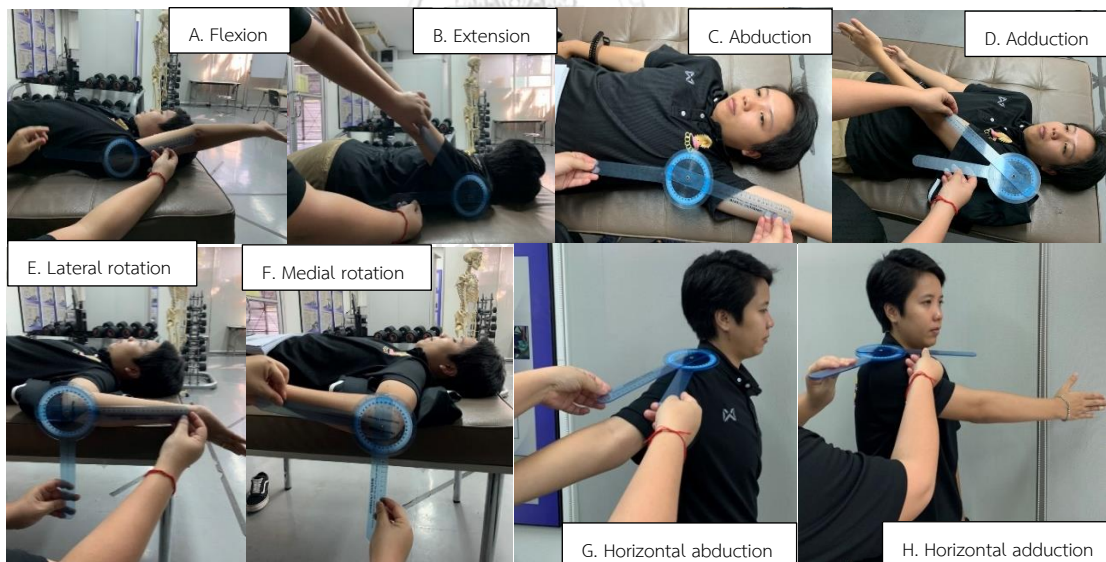 A. Flexion
B. Extension
C. Abduction
D. Adduction
E. Lateral rotation
F. Medial rotation
G. Horizontal abduction
H. Horizontal adduction